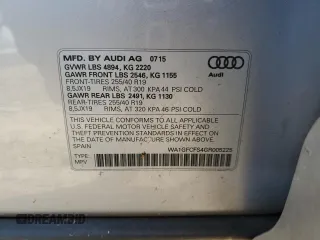 MFD. BY AUDI AG 0715
GVWR LBS 4894, KG 2220
GAWR FRONT LBS 2546, KG 1155
FRONT-TIRES 255/40 R19
8,5JX19 RIMS, AT 300 KPA 44 PSI COLD
GAWR REAR LBS 2491, KG 1130
REAR-TIRES 255/40 R19
8,5JX19 RIMS, AT 320 KPA 46 PSI COLD
Audi
THIS VEHICLE CONFORMS TO ALL APPLICABLE
U.S. FEDERAL MOTOR VEHICLE SAFETY AND
THEFT PREVENTION STANDARDS IN EFFECT
ON THE DATE OF MANUFACTURE SHOWN ABOVE.
SPAIN
TYPE:
MPV